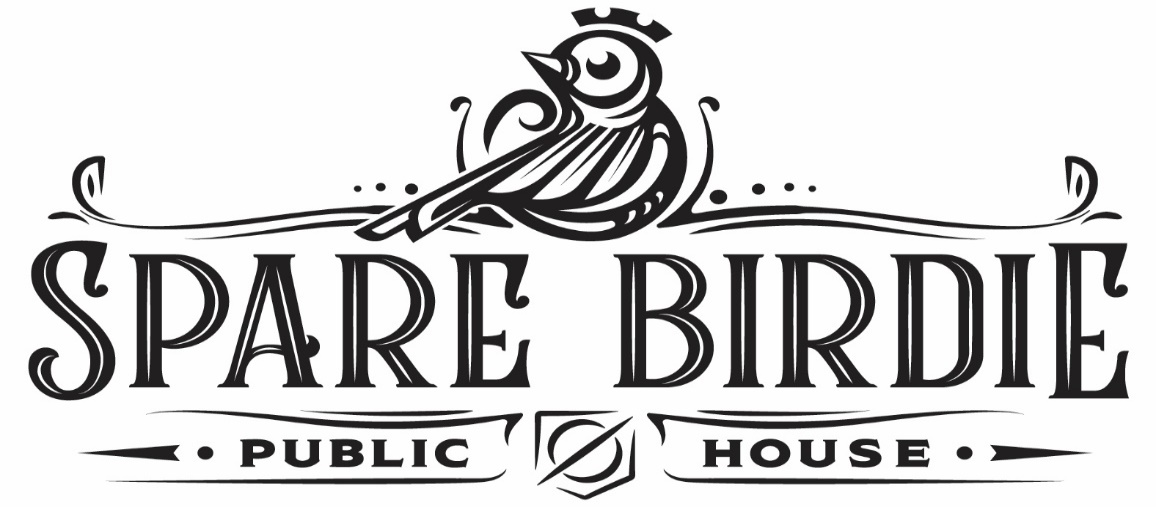 SPARE BIRDIE
• PUBLIC HOUSE •